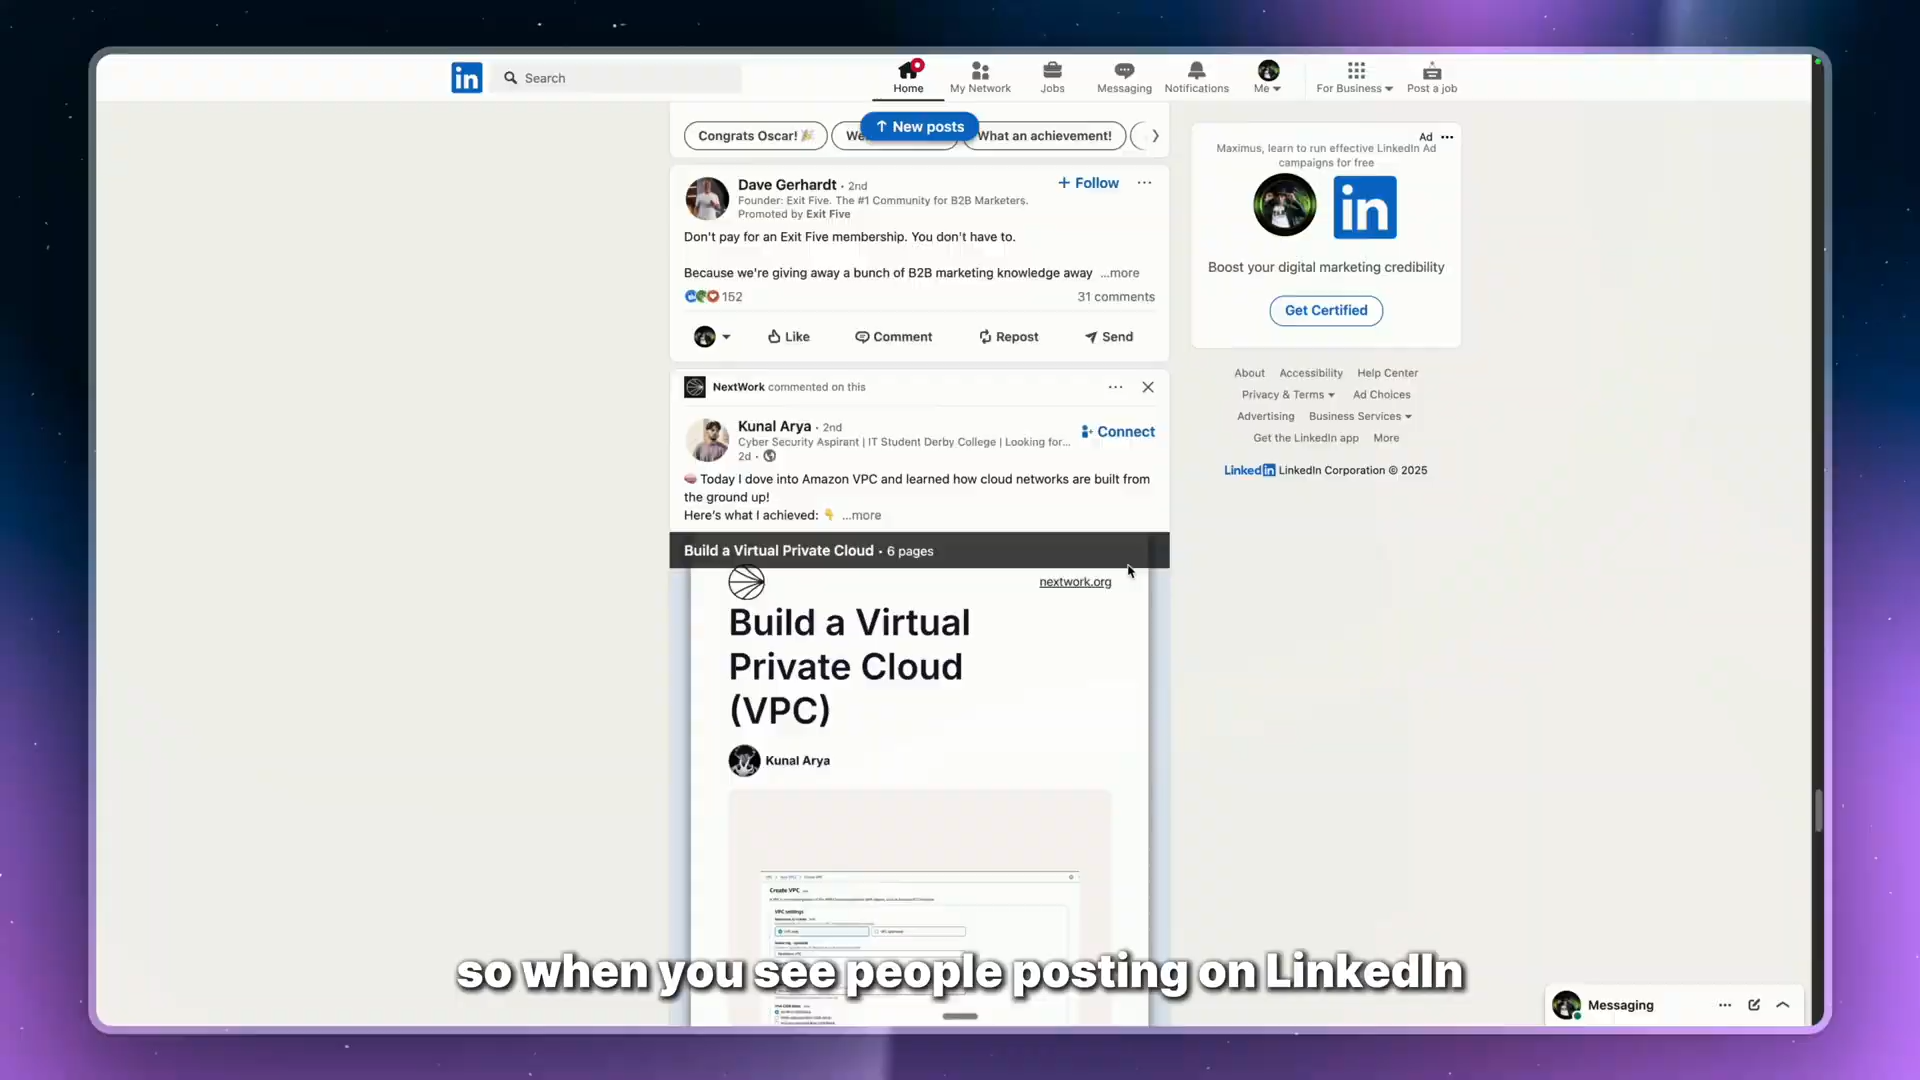 in
Search
Home
My Network
Jobs
Messaging
Notifications
Me
For Business
Post a job
Congrats Oscar! 🎉
We
↑ New posts
What an achievement!
Dave Gerhardt • 2nd
+ Follow
Founder: Exit Five. The #1 Community for B2B Marketers.
Promoted by Exit Five
Don't pay for an Exit Five membership. You don't have to.
Because we're giving away a bunch of B2B marketing knowledge away ...more
152
31 comments
Like
Comment
Repost
Send
NextWork commented on this
Kunal Arya • 2nd
Connect
Cyber Security Aspirant | IT Student Derby College | Looking for...
2d •
🧠 Today I dove into Amazon VPC and learned how cloud networks are built from
the ground up!
Here's what I achieved: 👇 ...more
Build a Virtual Private Cloud • 6 pages
nextwork.org
Build a Virtual
Private Cloud
(VPC)
Kunal Arya
Create VPC
VPC settings
Ad
Maximus, learn to run effective LinkedIn Ad
campaigns for free
in
Boost your digital marketing credibility
Get Certified
About Accessibility Help Center
Privacy & Terms Ad Choices
Advertising Business Services
Get the LinkedIn app More
LinkedIn LinkedIn Corporation © 2025
so when you see people posting on LinkedIn
Messaging